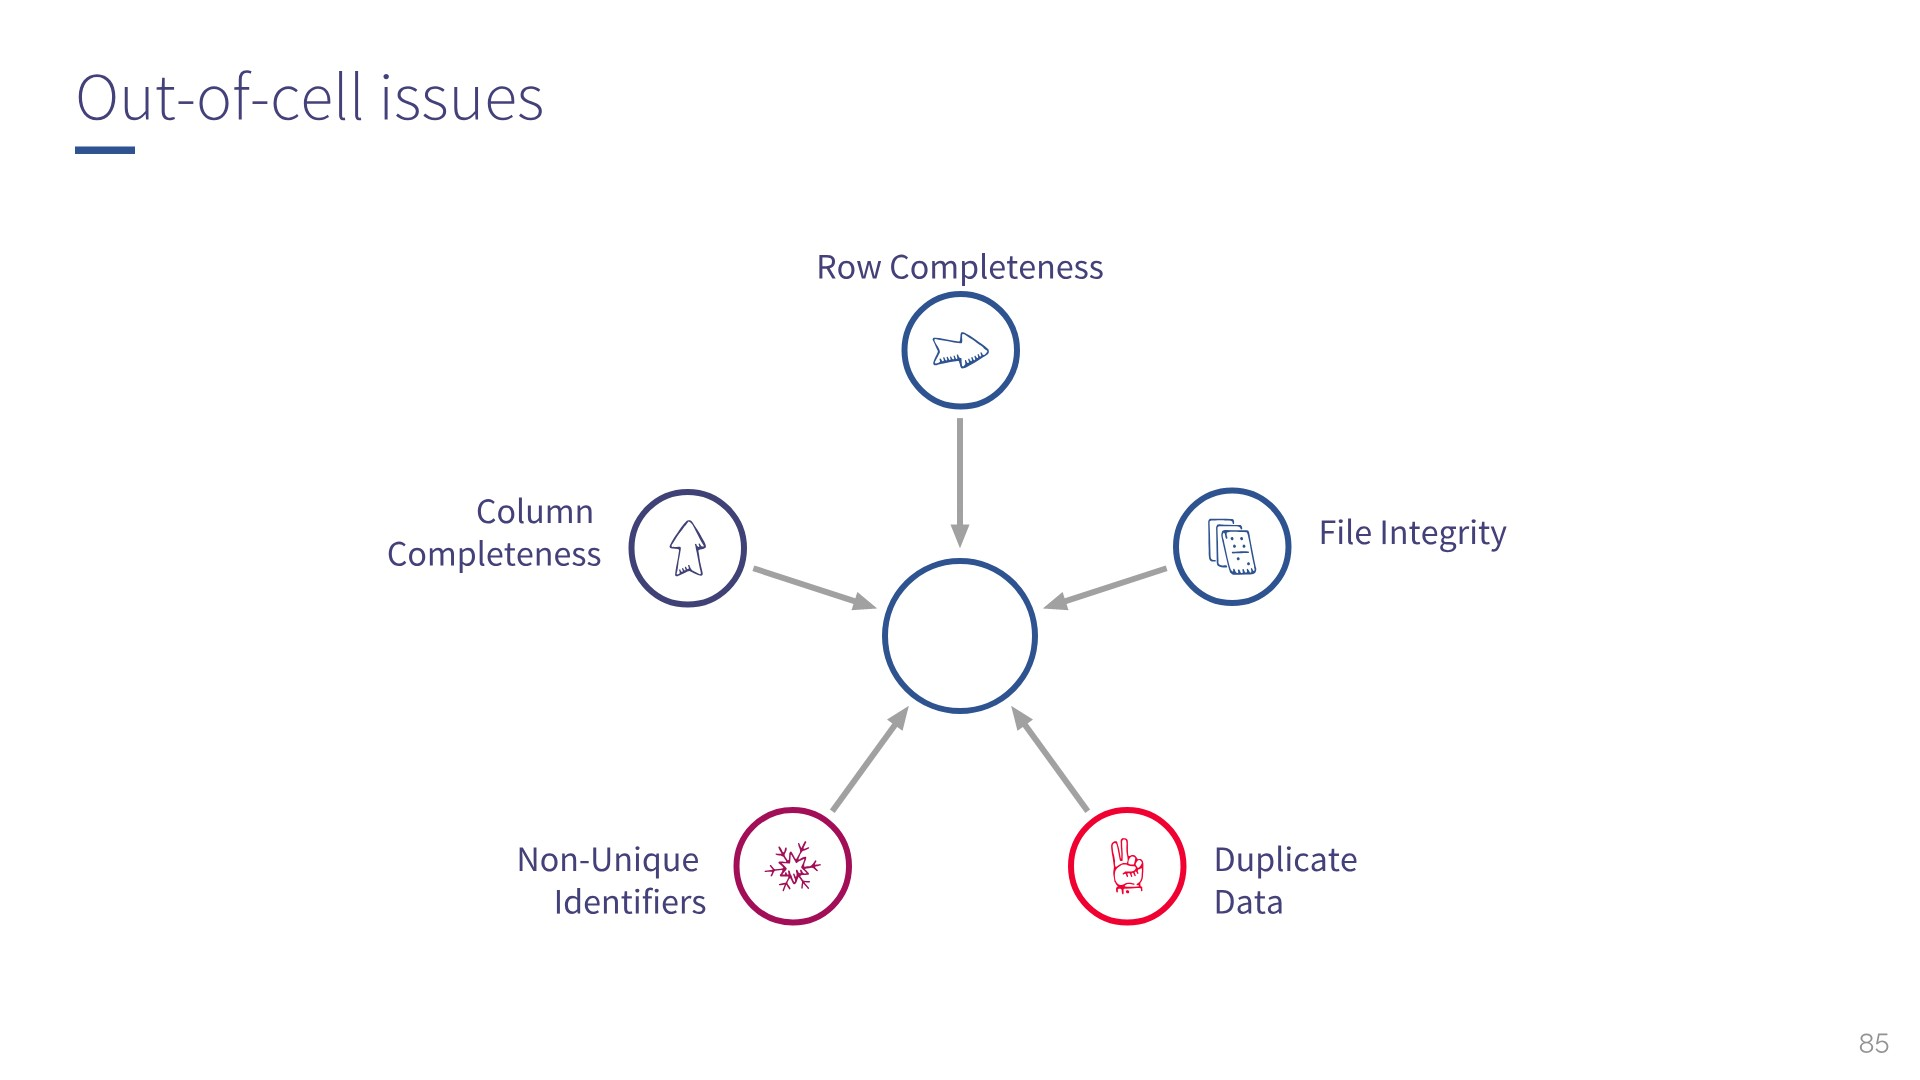 Out-of-cell issues
Row Completeness
Column
Completeness
File Integrity
Non-Unique
Identifiers
Duplicate
Data
85